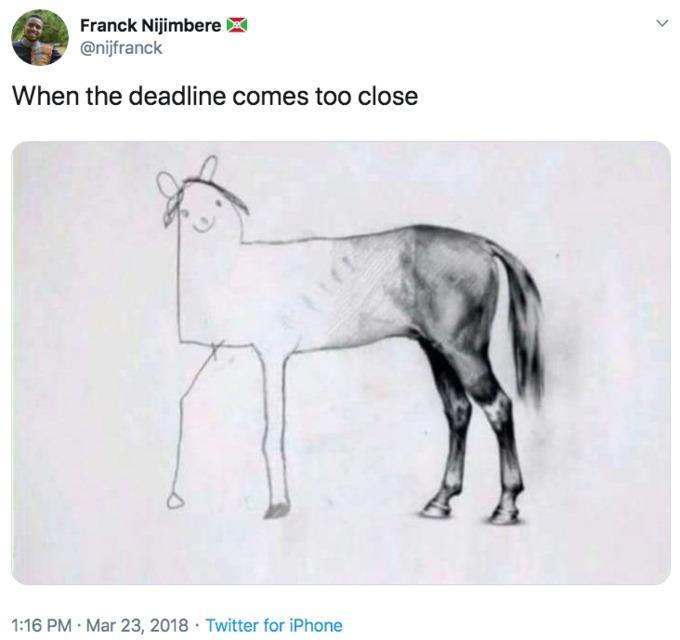 Franck Nijimbere 🇧🇮
@nijfranck
When the deadline comes too close
1:16 PM · Mar 23, 2018 · Twitter for iPhone